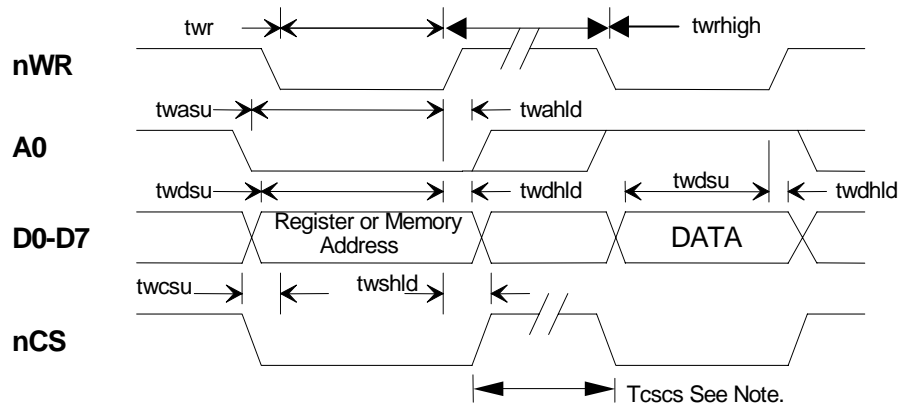 twr
twrhigh
nWR
twasu
twahld
A0
twdsu
twdhld
twdsu
twdhld
D0-D7
Register or Memory
Address
DATA
twcsu
twshld
nCS
Tcscs See Note.